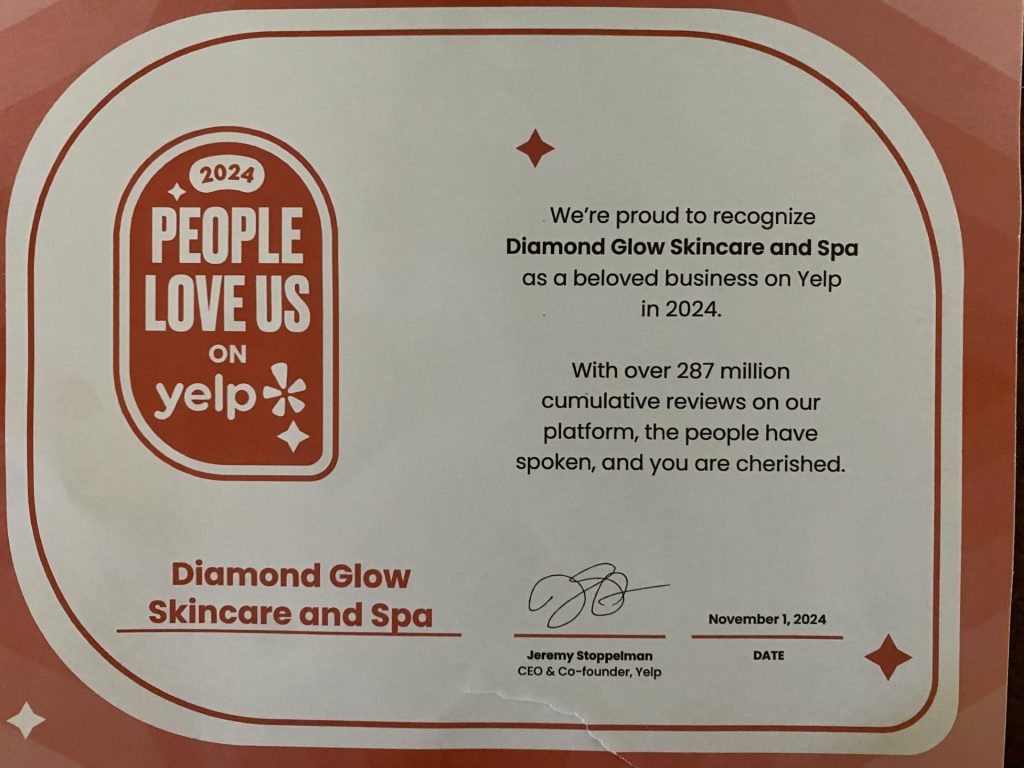 2024
PEOPLE
LOVE US
ON
yelp
We're proud to recognize
Diamond Glow Skincare and Spa
as a beloved business on Yelp
in 2024.
With over 287 million
cumulative reviews on our
platform, the people have
spoken, and you are cherished.
Diamond Glow
Skincare and Spa
Jeremy Stoppelman
CEO & Co-founder, Yelp
November 1, 2024
DATE